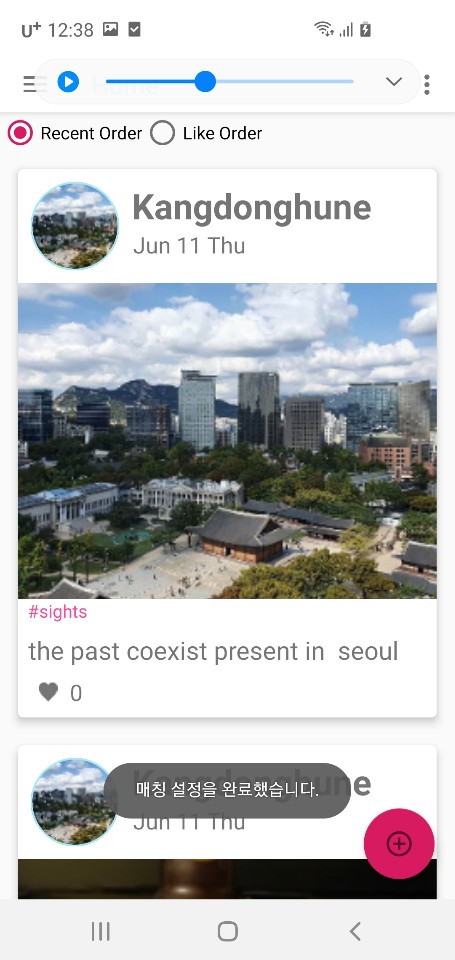 U+ 12:38
Home
Recent Order Like Order
Kangdonghune
Jun 11 Thu
#sights
the past coexist present in  seoul
0
매칭 설정을 완료했습니다.
Jun 11 Thu